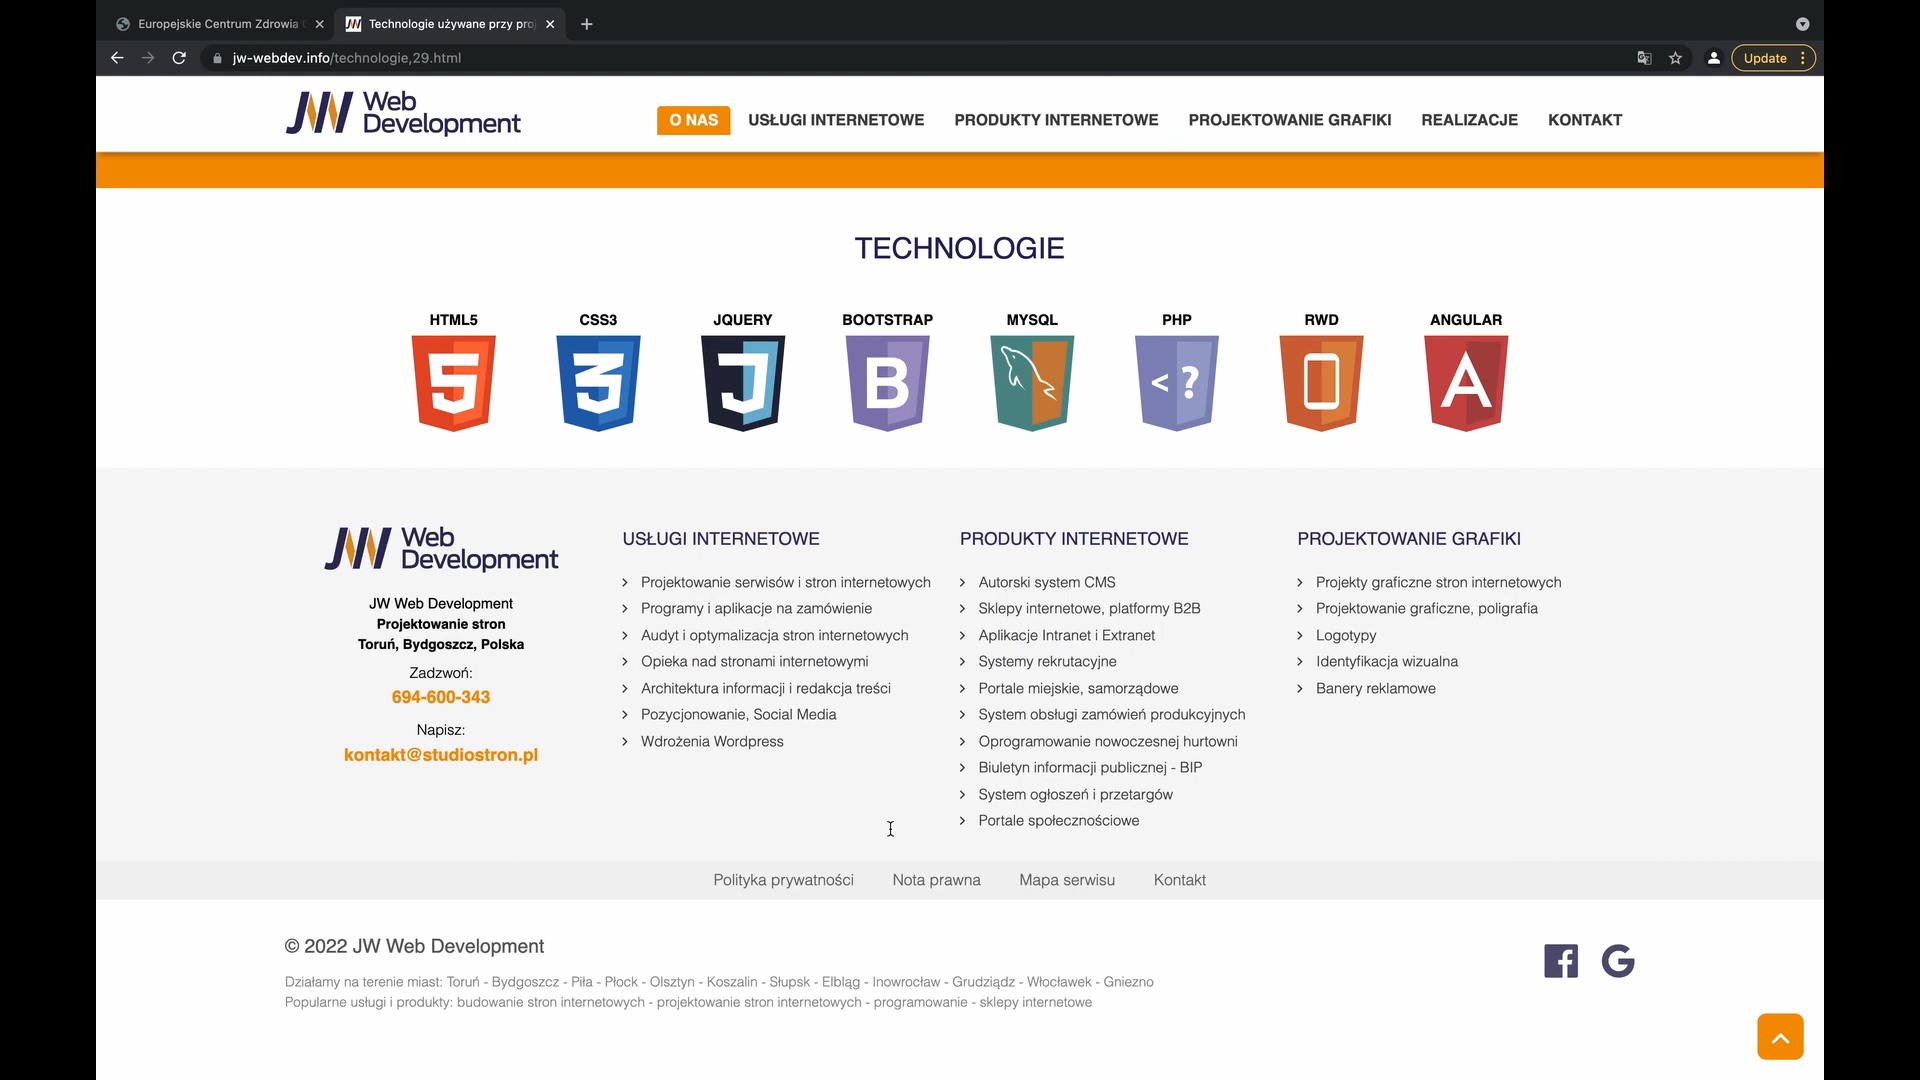 Europejskie Centrum Zdrowia
Technologie używane przy pro
jw-webdev.info/technologie,29.html
Update
Web
Development
O NAS
USŁUGI INTERNETOWE
PRODUKTY INTERNETOWE
PROJEKTOWANIE GRAFIKI
REALIZACJE
KONTAKT
TECHNOLOGIE
HTML5
CSS3
JQUERY
BOOTSTRAP
MYSQL
PHP
RWD
ANGULAR
JW Web
Development
JW Web Development
Projektowanie stron
Toruń, Bydgoszcz, Polska
Zadzwoń:
694-600-343
Napisz:
kontakt@studiostron.pl
USŁUGI INTERNETOWE
Projektowanie serwisów i stron internetowych
Programy i aplikacje na zamówienie
Audyt i optymalizacja stron internetowych
Opieka nad stronami internetowymi
Architektura informacji i redakcja treści
Pozycjonowanie, Social Media
Wdrożenia Wordpress
PRODUKTY INTERNETOWE
Autorski system CMS
Sklepy internetowe, platformy B2B
Aplikacje Intranet i Extranet
Systemy rekrutacyjne
Portale miejskie, samorządowe
System obsługi zamówień produkcyjnych
Oprogramowanie nowoczesnej hurtowni
Biuletyn informacji publicznej - BIP
System ogłoszeń i przetargów
Portale społecznościowe
PROJEKTOWANIE GRAFIKI
Projekty graficzne stron internetowych
Projektowanie graficzne, poligrafia
Logotypy
Identyfikacja wizualna
Banery reklamowe
Polityka prywatności
Nota prawna
Mapa serwisu
Kontakt
© 2022 JW Web Development
Działamy na terenie miast: Toruń - Bydgoszcz - Piła - Płock - Olsztyn - Koszalin - Słupsk - Elbląg - Inowrocław - Grudziądz - Włocławek - Gniezno
Popularne usługi i produkty: budowanie stron internetowych - projektowanie stron internetowych - programowanie - sklepy internetowe